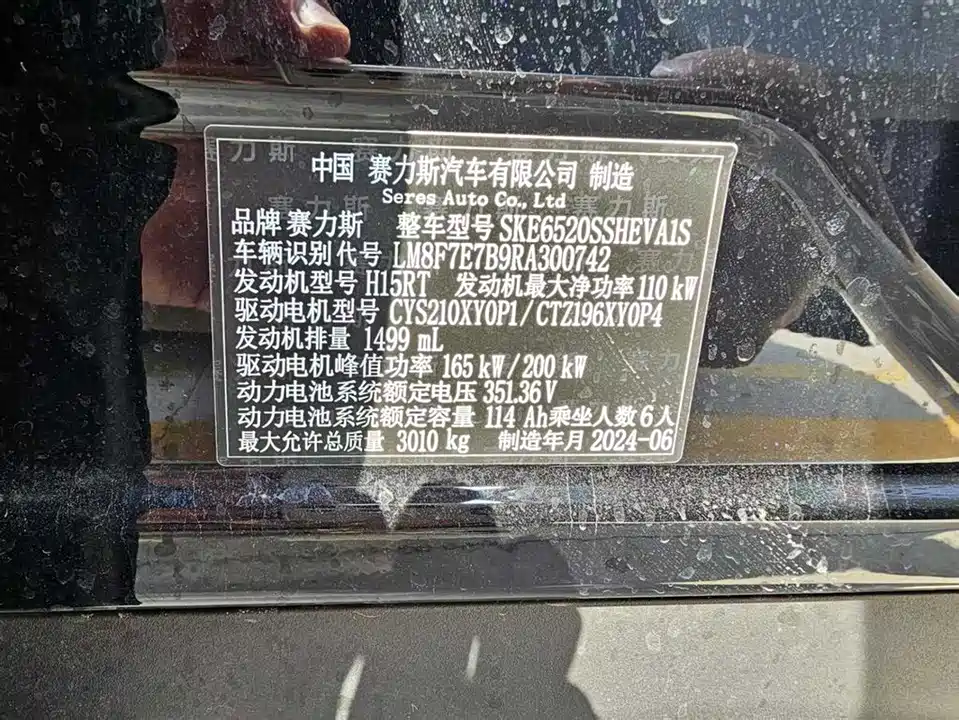 中国 赛力斯汽车有限公司 制造
Seres Auto Co., Ltd
品牌 赛力斯 整车型号 SKE6520SSHEVA1S
车辆识别代号 LM8F7E7B9RA300742
发动机型号 H15RT 发动机最大净功率 110 kW
驱动电机型号 CYS210XY0P1/CTZ196XY0P4
发动机排量 1499 mL
驱动电机峰值功率 165 kW/200 kW
动力电池系统额定电压 351.36 V
动力电池系统额定容量 114 Ah乘坐人数 6人
最大允许总质量 3010 kg 制造年月 2024-06